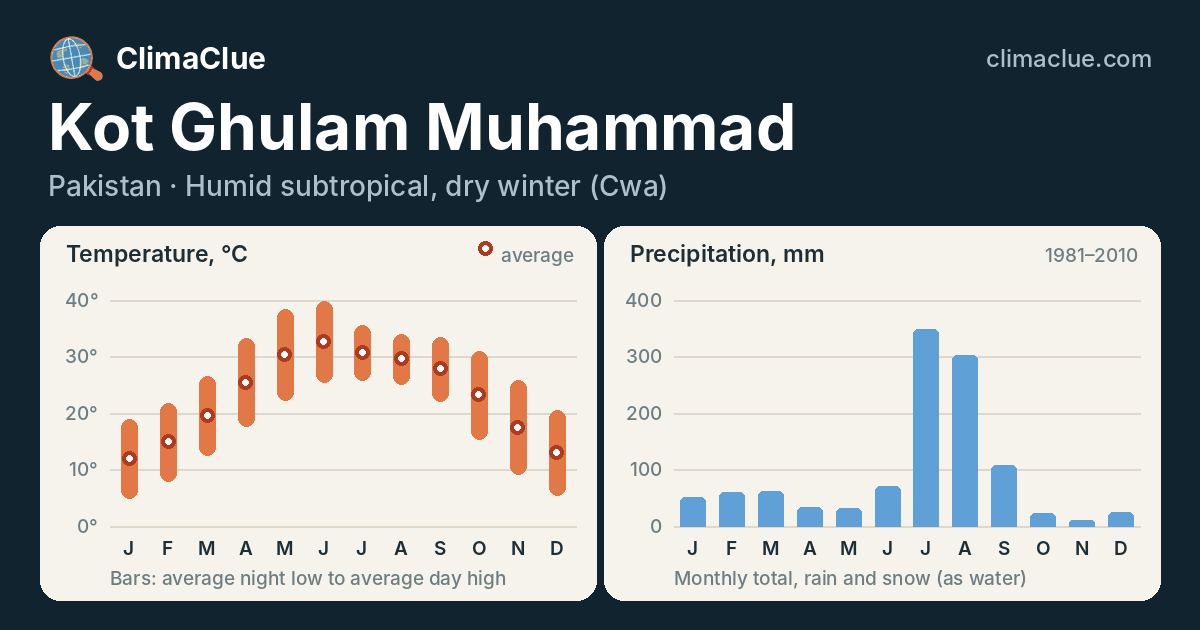 ClimaClue
climaclue.com
Kot Ghulam Muhammad
Pakistan · Humid subtropical, dry winter (Cwa)
Temperature, °C
average
40°
30°
20°
10°
0°
J F M A M J J A S O N D
Bars: average night low to average day high
Precipitation, mm
1981–2010
400
300
200
100
0
J F M A M J J A S O N D
Monthly total, rain and snow (as water)